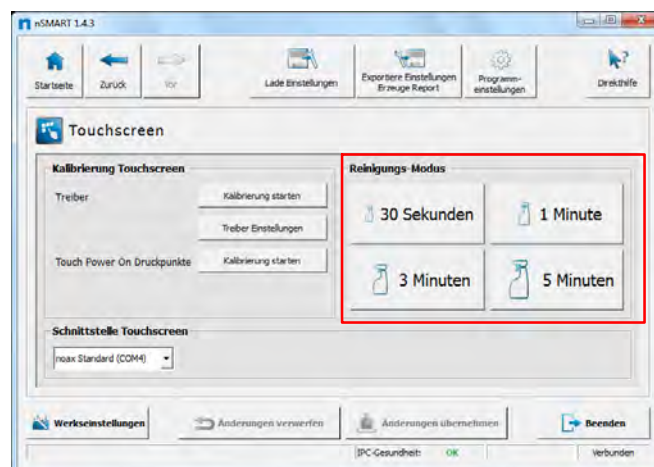 nSMART 1.4.3
Startseite
Zurück
Vor
Lade Einstellungen
Exportiere Einstellungen
Erzeuge Report
Programm-
einstellungen
Direkthilfe
Touchscreen
Kalibrierung Touchscreen
Treiber
Kalibrierung starten
Treiber Einstellungen
Touch Power On Druckpunkte
Kalibrierung starten
Reinigungs-Modus
30 Sekunden
1 Minute
3 Minuten
5 Minuten
Schnittstelle Touchscreen
noax Standard (COM4)
Werkseinstellungen
Änderungen verwerfen
Änderungen übernehmen
Beenden
IPC-Gesundheit: OK
Verbunden